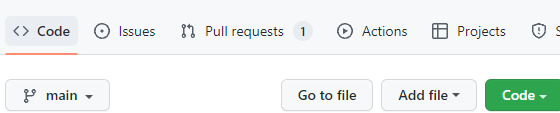 Code Issues Pull requests 1 Actions Projects
main Go to file Add file Code